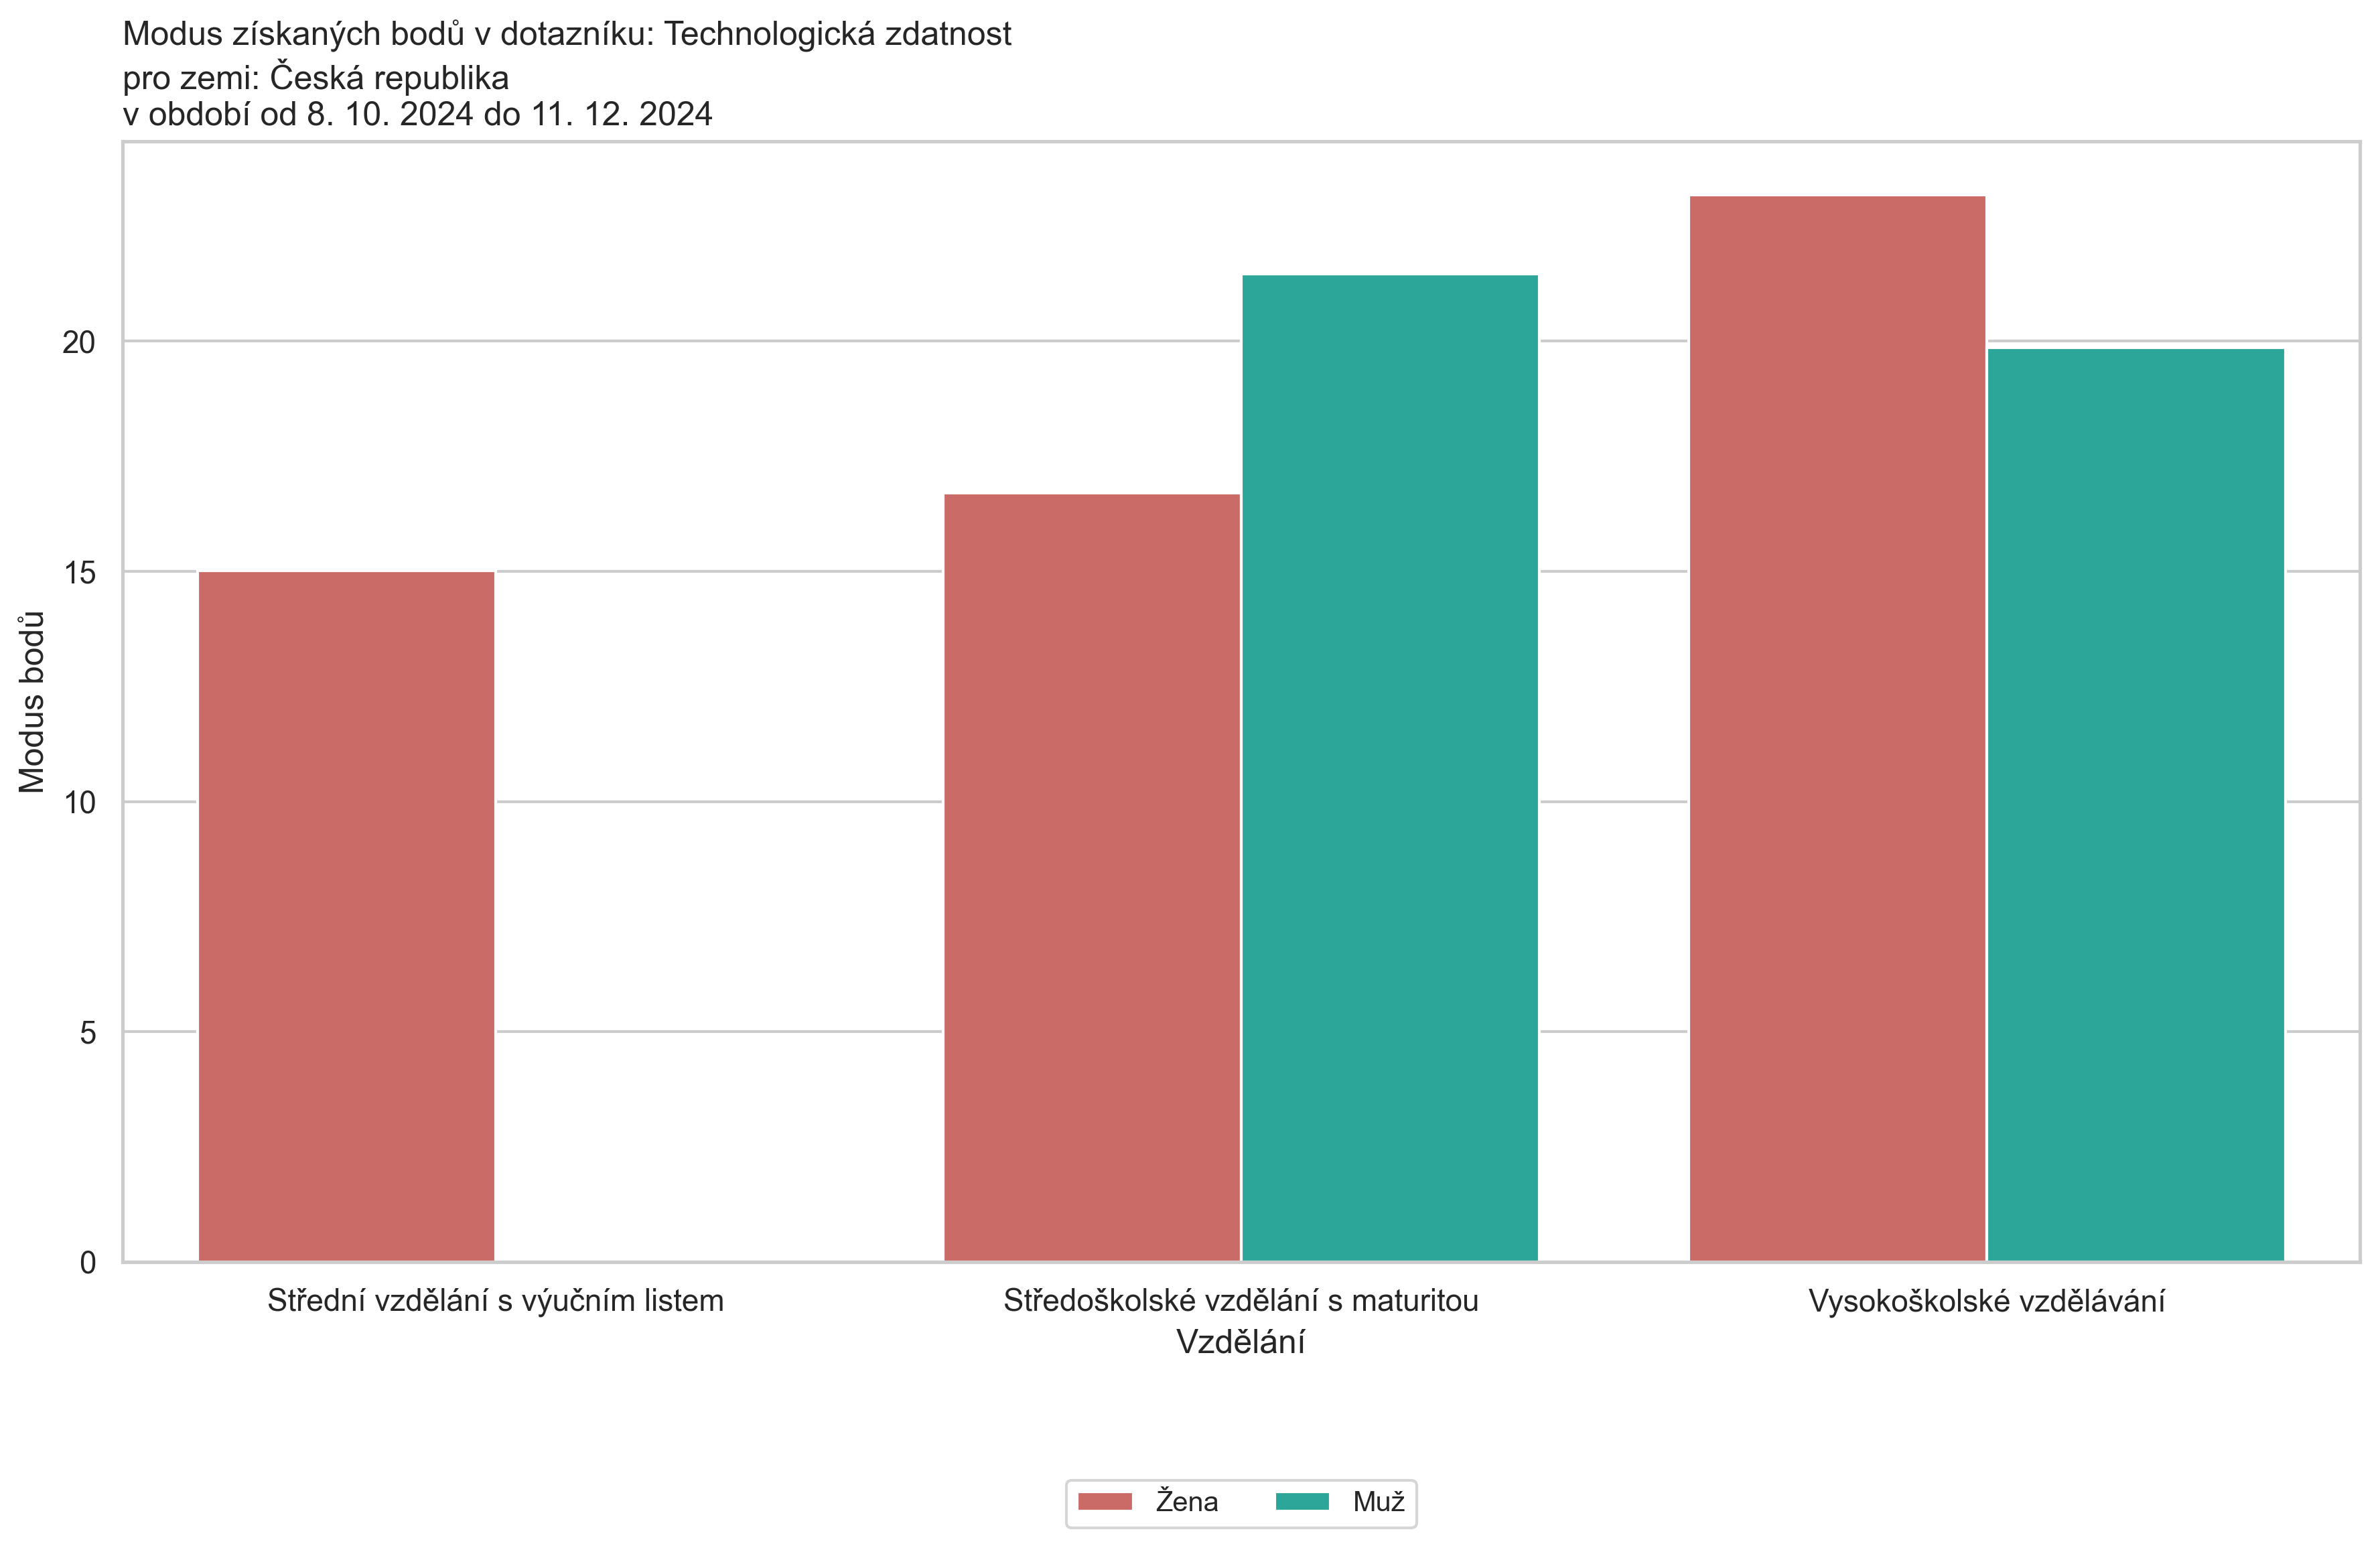 Modus získaných bodů v dotazníku: Technologická zdatnost
pro zemi: Česká republika
v období od 8. 10. 2024 do 11. 12. 2024
Modus bodů
20
15
10
5
0
Střední vzdělání s výučním listem
Středoškolské vzdělání s maturitou
Vysokoškolské vzdělávání
Vzdělání
Žena
Muž